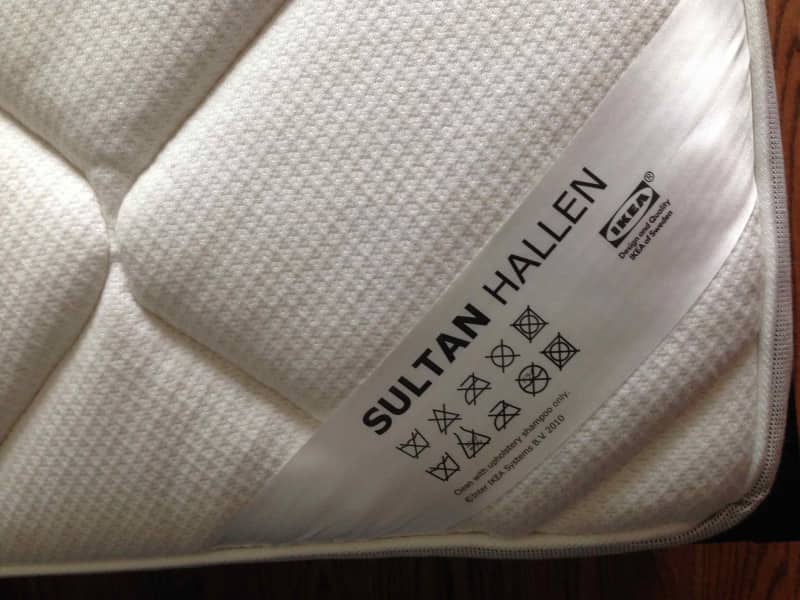 SULTAN HALLEN
IKEA®
Design and Quality
IKEA of Sweden
Clean with upholstery shampoo only.
©Inter IKEA Systems B.V. 2010